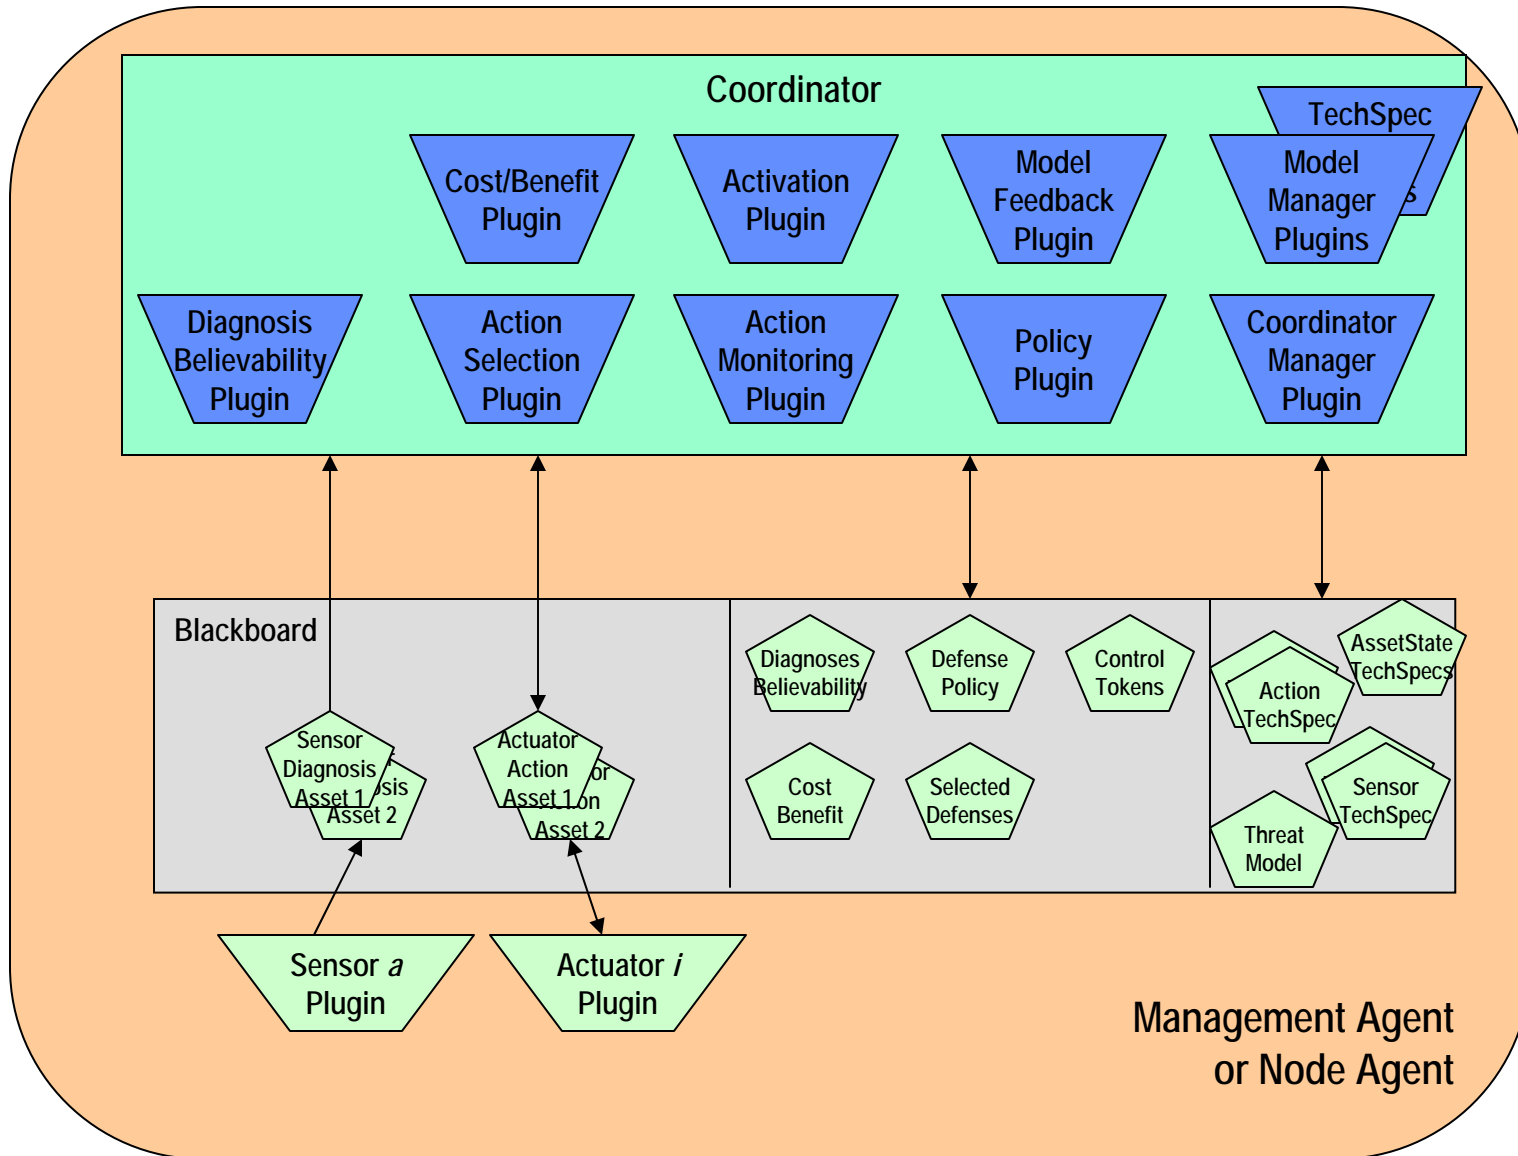 Coordinator
TechSpec
Cost/Benefit
Plugin
Activation
Plugin
Model
Feedback
Plugin
Model
Manager
Plugins
Diagnosis
Believability
Plugin
Action
Selection
Plugin
Action
Monitoring
Plugin
Policy
Plugin
Coordinator
Manager
Plugin
Blackboard
Sensor
Diagnosis
Asset 1
Asset 2
Actuator
Action
Asset 1
Asset 2
Diagnoses
Believability
Defense
Policy
Control
Tokens
Cost
Benefit
Selected
Defenses
AssetState
TechSpecs
Action
TechSpec
Sensor
TechSpec
Threat
Model
Sensor a
Plugin
Actuator i
Plugin
Management Agent
or Node Agent